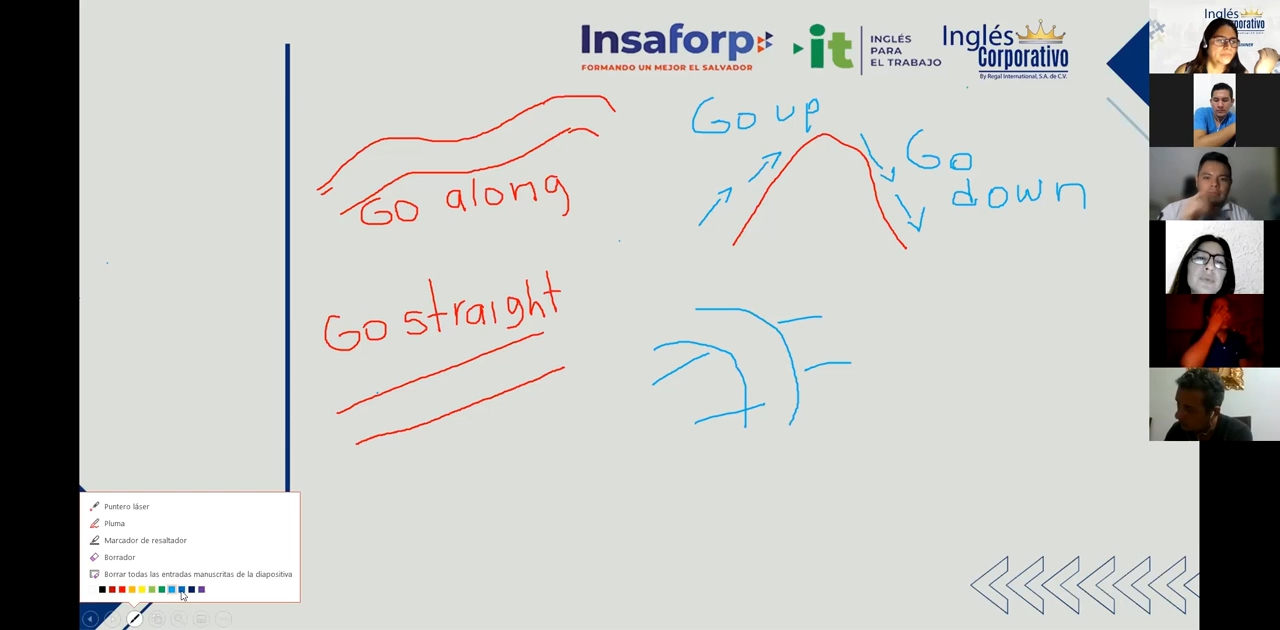 Insaforp
FORMANDO UN MEJOR EL SALVADOR
it
INGLÉS
PARA
EL TRABAJO
Inglés
Corporativo
By Regal International, S.A. de C.V.
Inglés
Go up
Go
down
Go along
Go straight
Puntero láser
Pluma
Marcador de resaltador
Borrador
Borrar todas las entradas manuscritas de la diapositiva